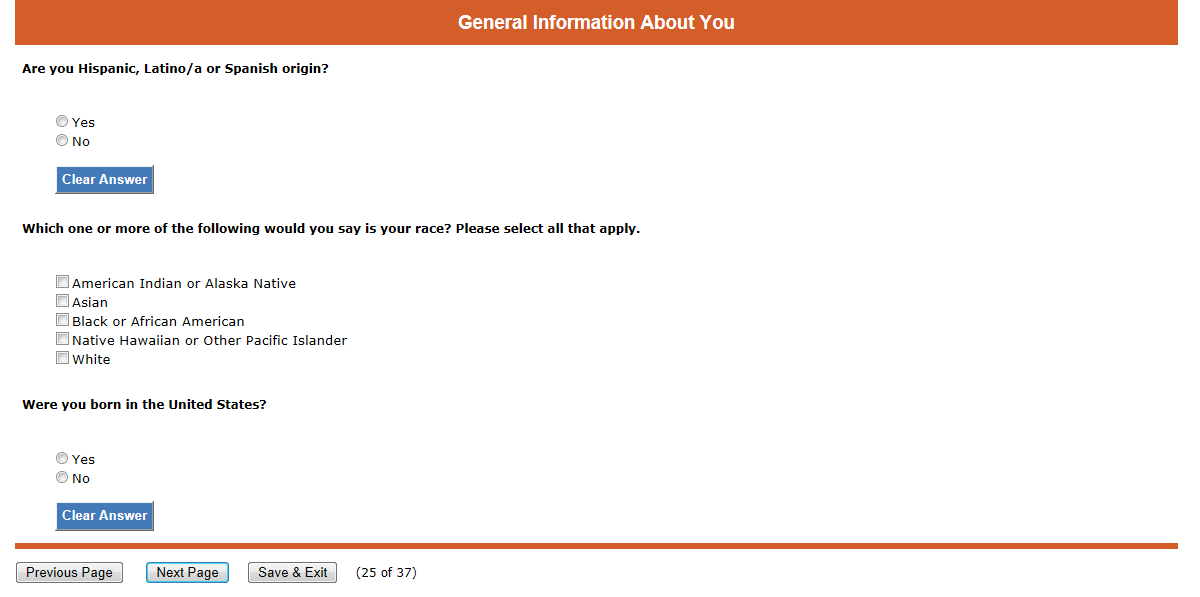 General Information About You
Are you Hispanic, Latino/a or Spanish origin?
Yes
No
Clear Answer
Which one or more of the following would you say is your race? Please select all that apply.
American Indian or Alaska Native
Asian
Black or African American
Native Hawaiian or Other Pacific Islander
White
Were you born in the United States?
Yes
No
Clear Answer
Previous Page Next Page Save & Exit (25 of 37)